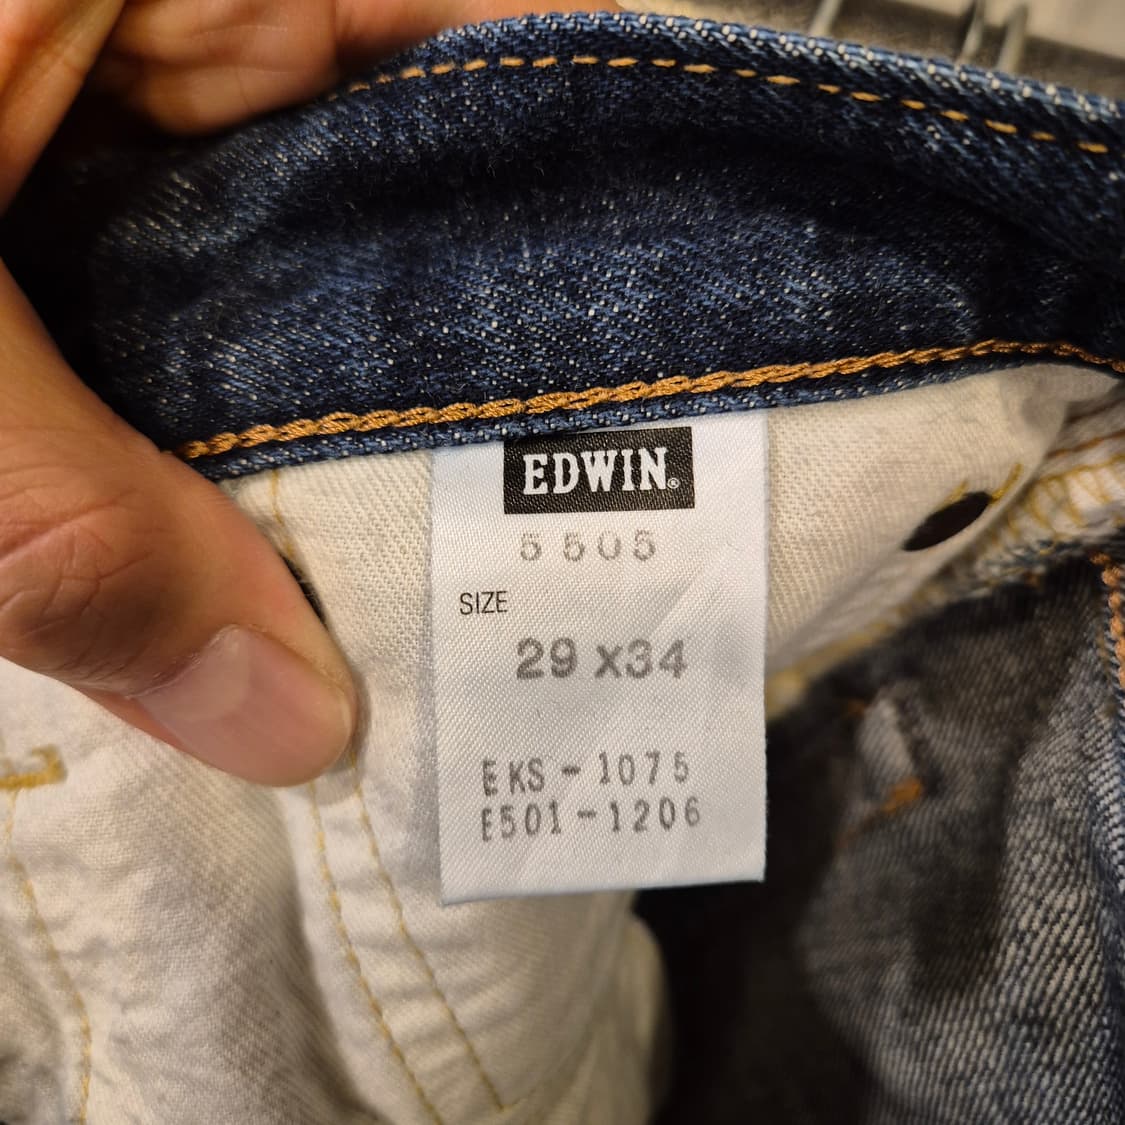 EDWIN®
5505
SIZE
29 x34
EKS-1075
E501-1206